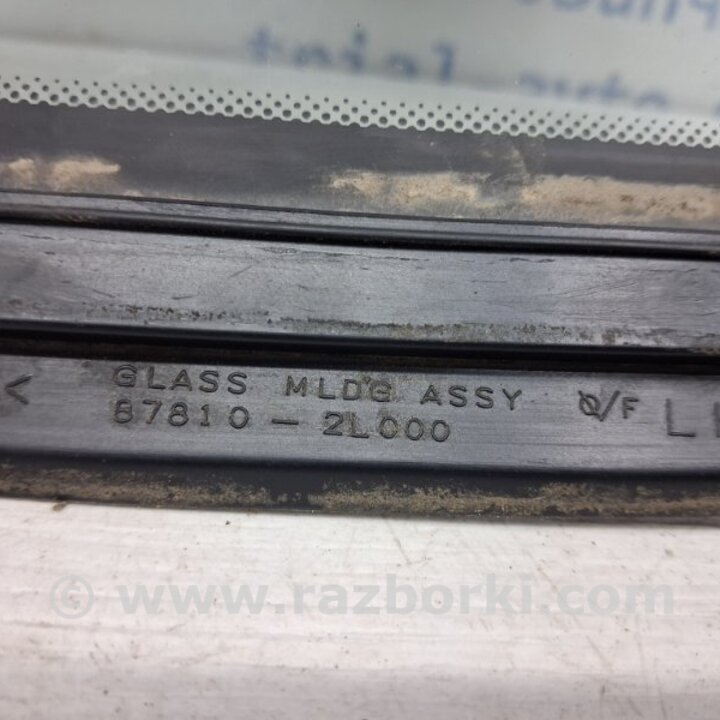 GLASS MLDG ASSY Q/F
87810-2L000
© www.razborki.com